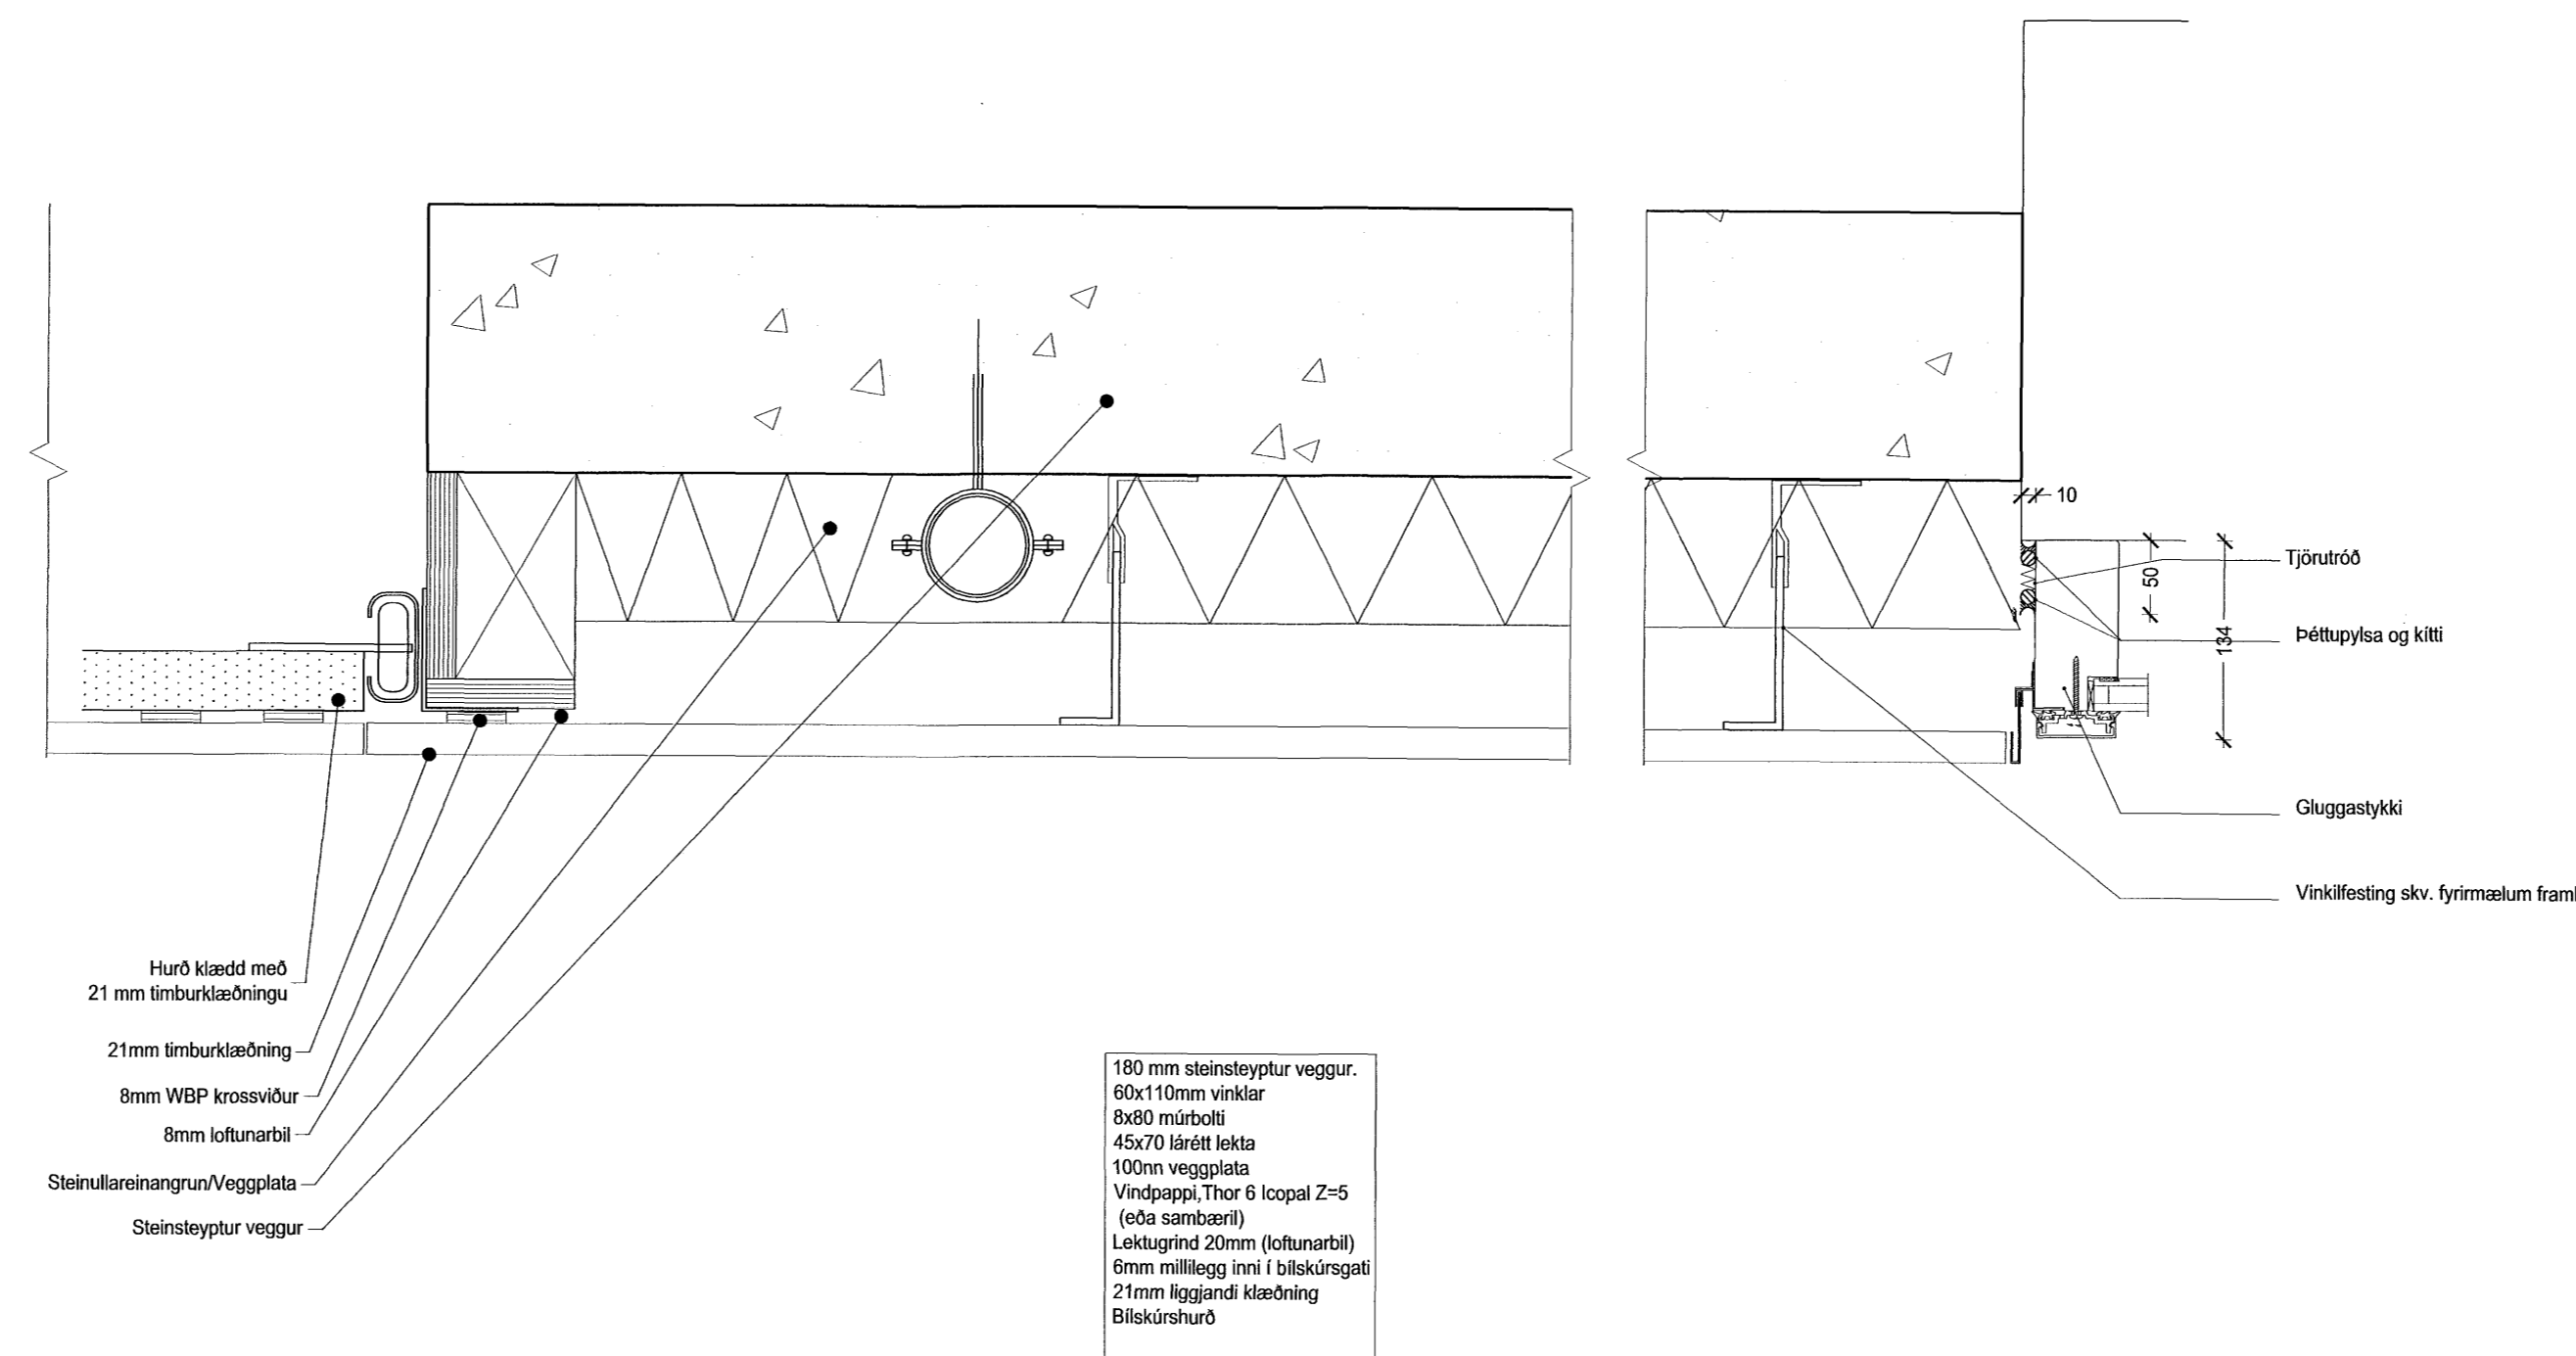 10
50
134
Tjörutróð
Þéttupylsa og kítti
Gluggastykki
Vinkilfesting skv. fyrirmælum
Hurð klædd með
21 mm timburklæðningu
21mm timburklæðning
8mm WBP krossviður
8mm loftunarbil
Steinullareinangrun/Veggplata
Steinsteyptur veggur
180 mm steinsteyptur veggur.
60x110mm vinklar
8x80 múrbolti
45x70 lárétt lekta
100nn veggplata
Vindpappi,Thor 6 Icopal Z=5
(eða sambæril)
Lektugrind 20mm (loftunarbil)
6mm millilegg inni í bílskúrsgati
21mm liggjandi klæðning
Bílskúrshurð